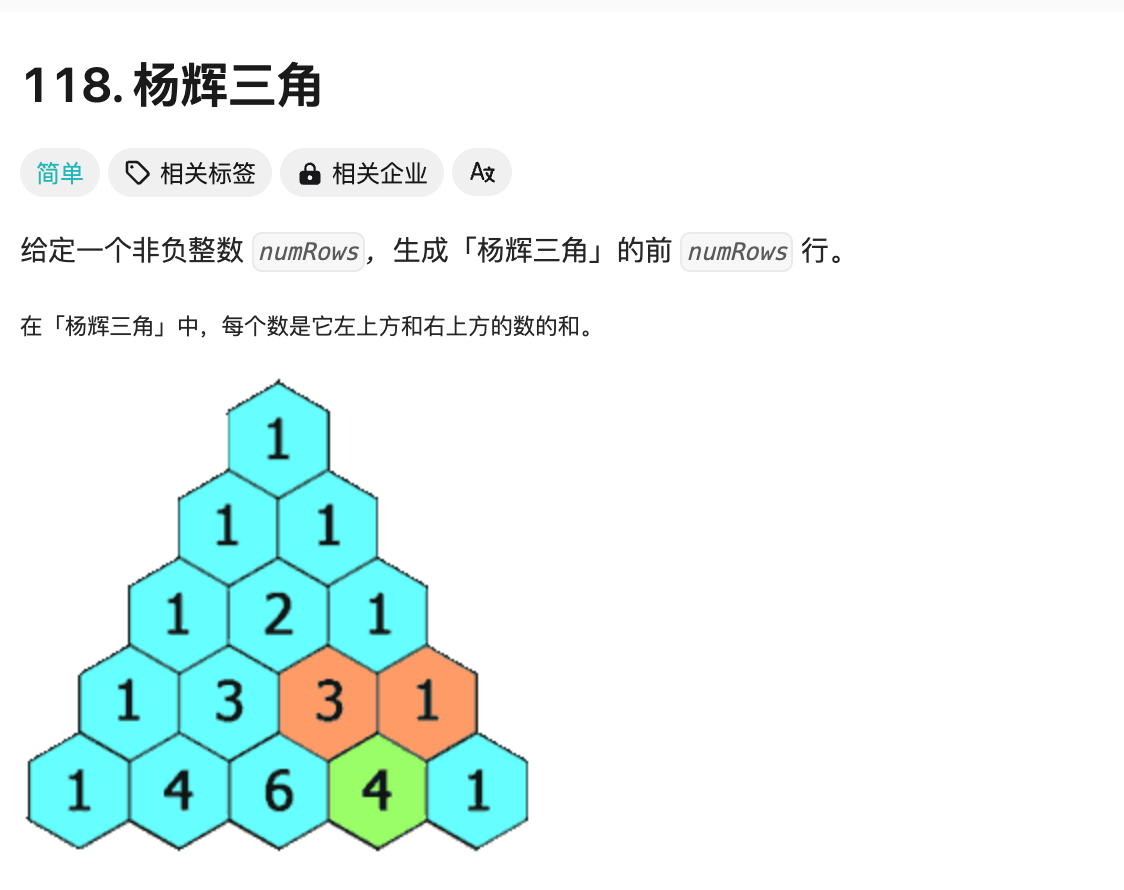 118. 杨辉三角
简单 相关标签 相关企业 A文
给定一个非负整数 numRows，生成「杨辉三角」的前 numRows 行。
在「杨辉三角」中，每个数是它左上方和右上方的数的和。
1
1 1
1 2 1
1 3 3 1
1 4 6 4 1